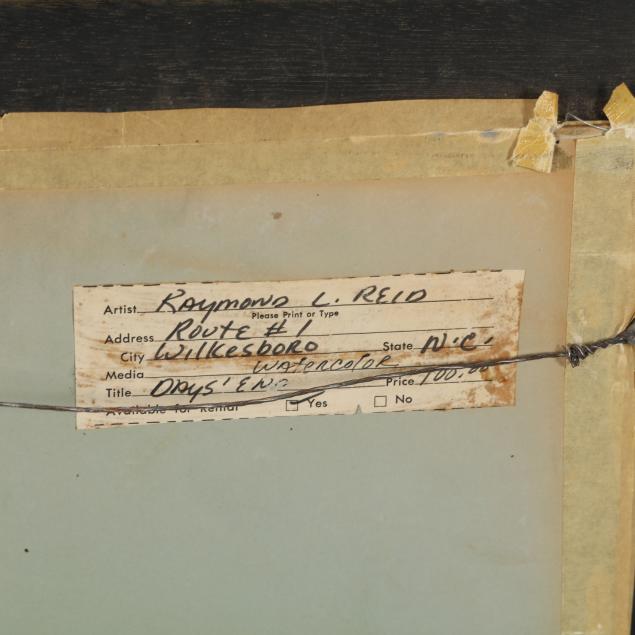 Artist RAYMOND L. REID
Please Print or Type
Address ROUTE # 1
City WILKESBORO State N.C.
Media WATERCOLOR
Title DAYS' END Price 100.00
Available for Rental Yes No